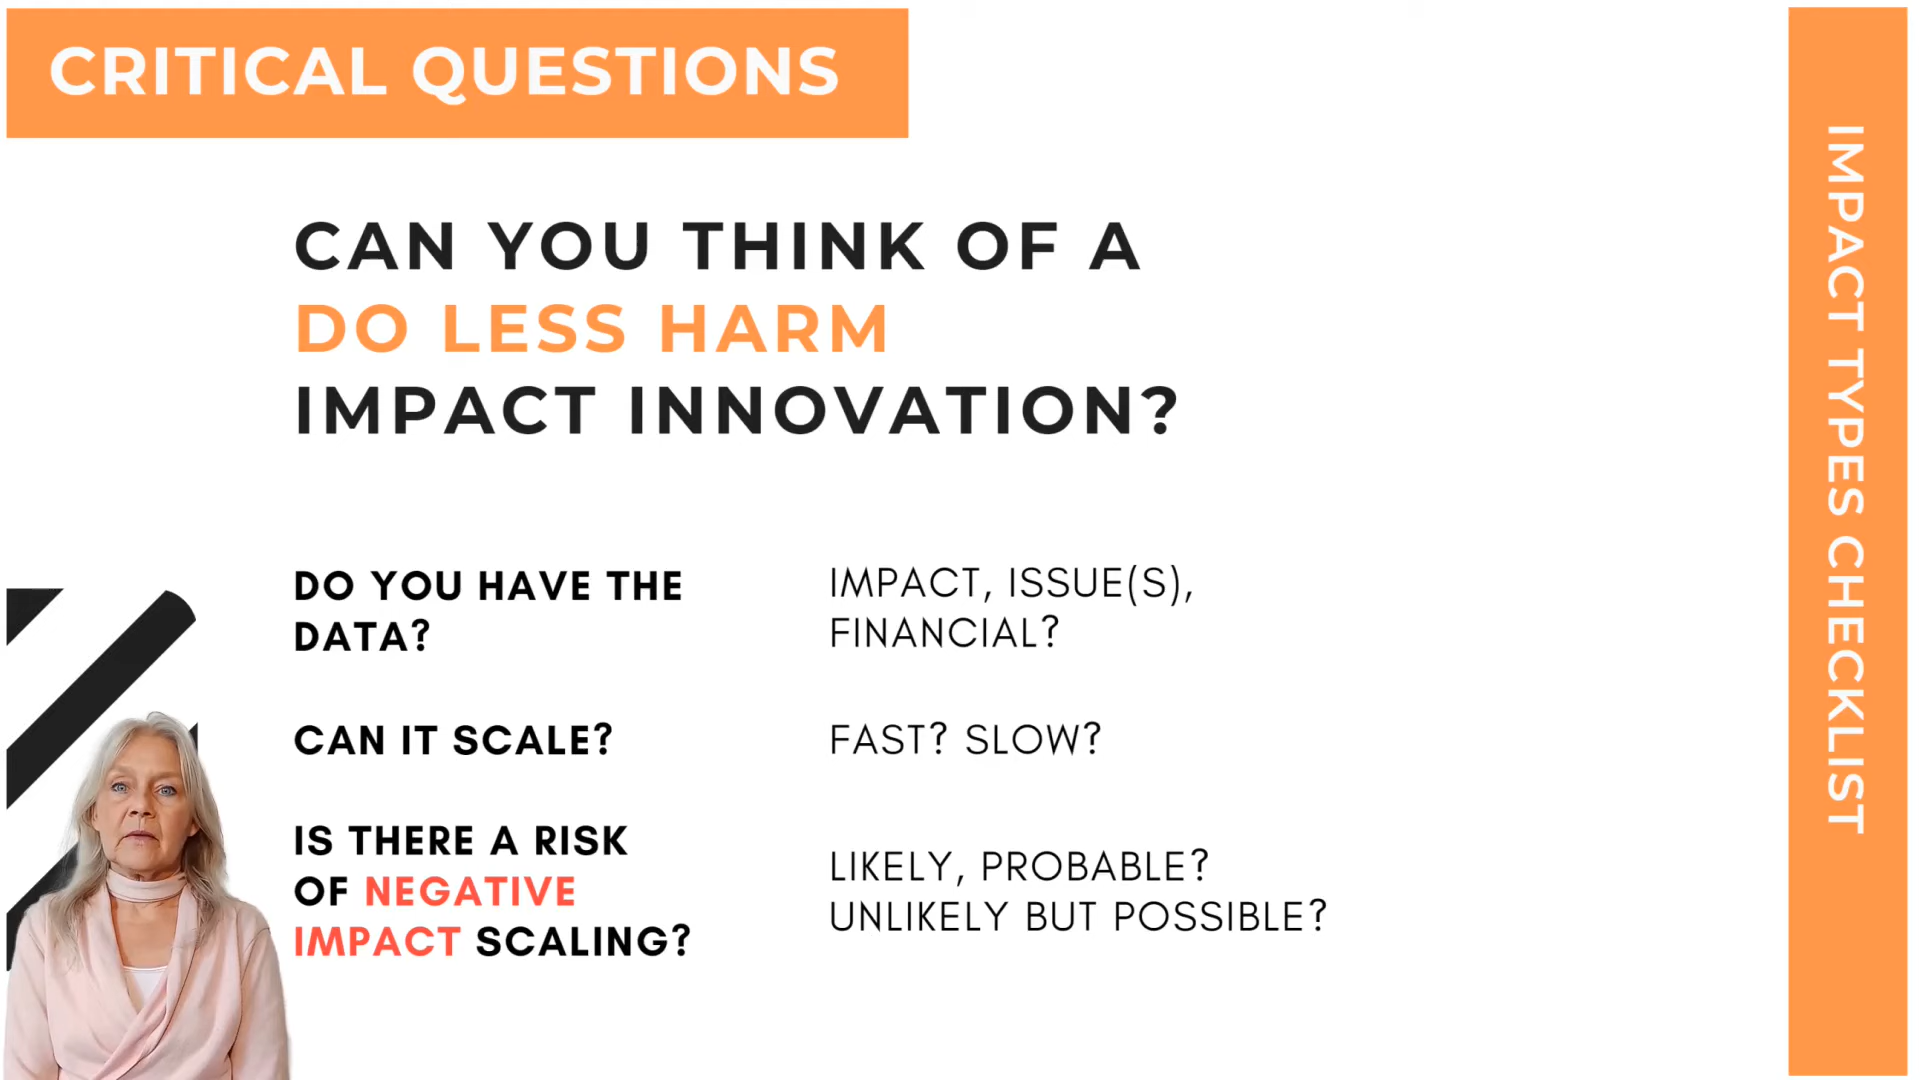 CRITICAL QUESTIONS
CAN YOU THINK OF A
DO LESS HARM
IMPACT INNOVATION?
DO YOU HAVE THE
DATA?
IMPACT, ISSUE(S),
FINANCIAL?
CAN IT SCALE?
FAST? SLOW?
IS THERE A RISK
OF NEGATIVE
IMPACT SCALING?
LIKELY, PROBABLE?
UNLIKELY BUT POSSIBLE?
IMPACT TYPES CHECKLIST